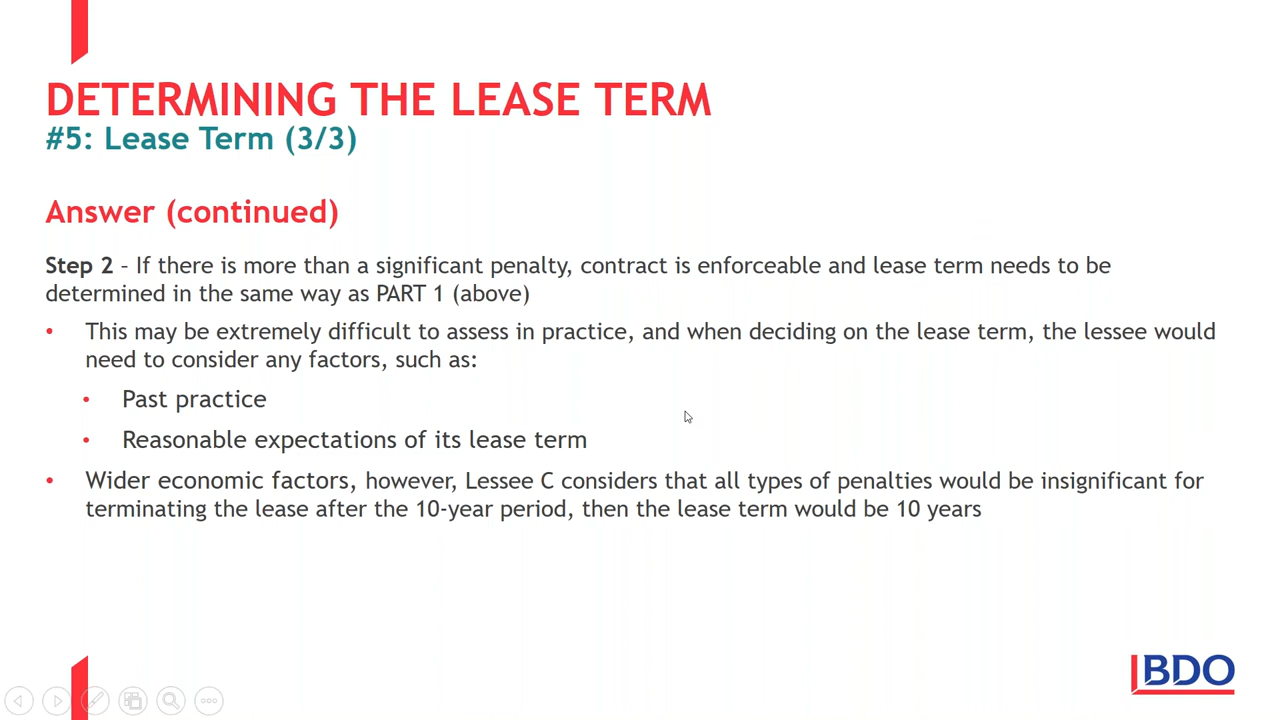 DETERMINING THE LEASE TERM
#5: Lease Term (3/3)
Answer (continued)
Step 2 – If there is more than a significant penalty, contract is enforceable and lease term needs to be
determined in the same way as PART 1 (above)
• This may be extremely difficult to assess in practice, and when deciding on the lease term, the lessee would
need to consider any factors, such as:
• Past practice
• Reasonable expectations of its lease term
• Wider economic factors, however, Lessee C considers that all types of penalties would be insignificant for
terminating the lease after the 10-year period, then the lease term would be 10 years
BDO